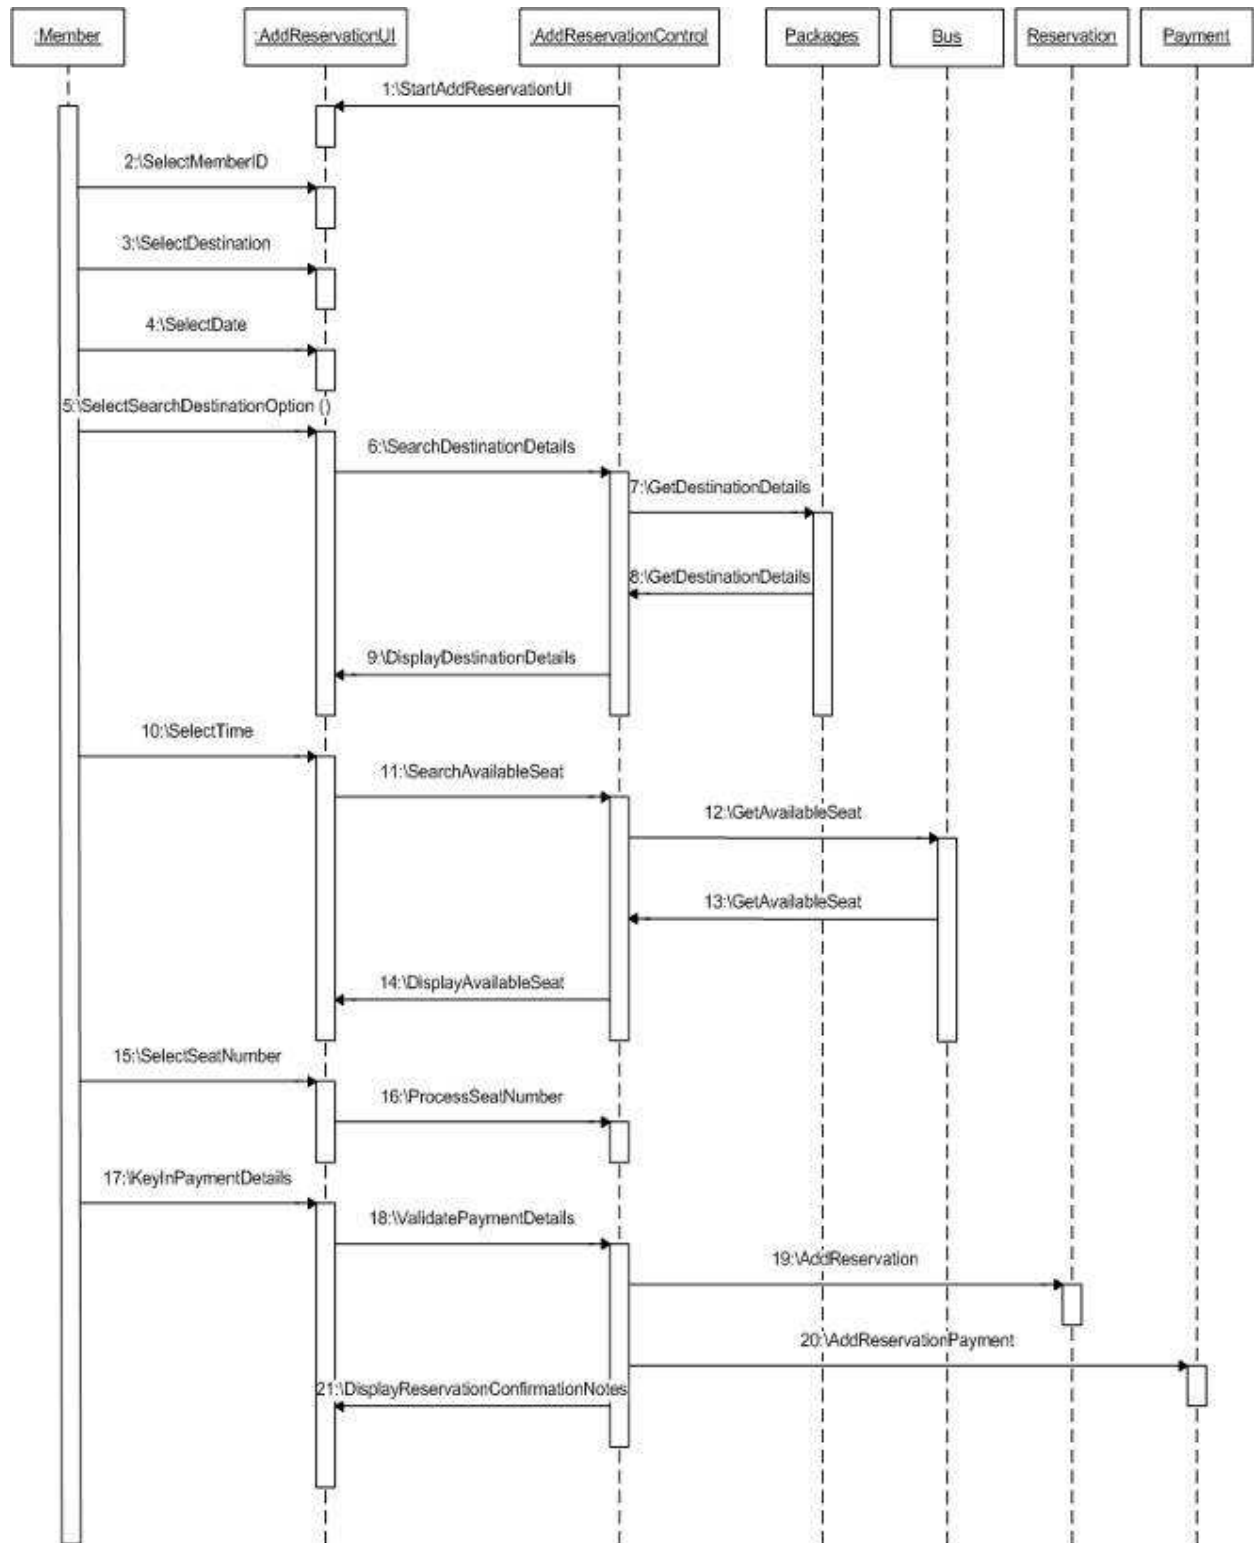 :Member
:AddReservationUI
:AddReservationControl
Packages
Bus
Reservation
Payment
1:\StartAddReservationUI
2:\SelectMemberID
3:\SelectDestination
4:\SelectDate
5:\SelectSearchDestinationOption ()
6:\SearchDestinationDetails
7:\GetDestinationDetails
8:\GetDestinationDetails
9:\DisplayDestinationDetails
10:\SelectTime
11:\SearchAvailableSeat
12:\GetAvailableSeat
13:\GetAvailableSeat
14:\DisplayAvailableSeat
15:\SelectSeatNumber
16:\ProcessSeatNumber
17:\KeyInPaymentDetails
18:\ValidatePaymentDetails
19:\AddReservation
20:\AddReservationPayment
21:\DisplayReservationConfirmationNotes